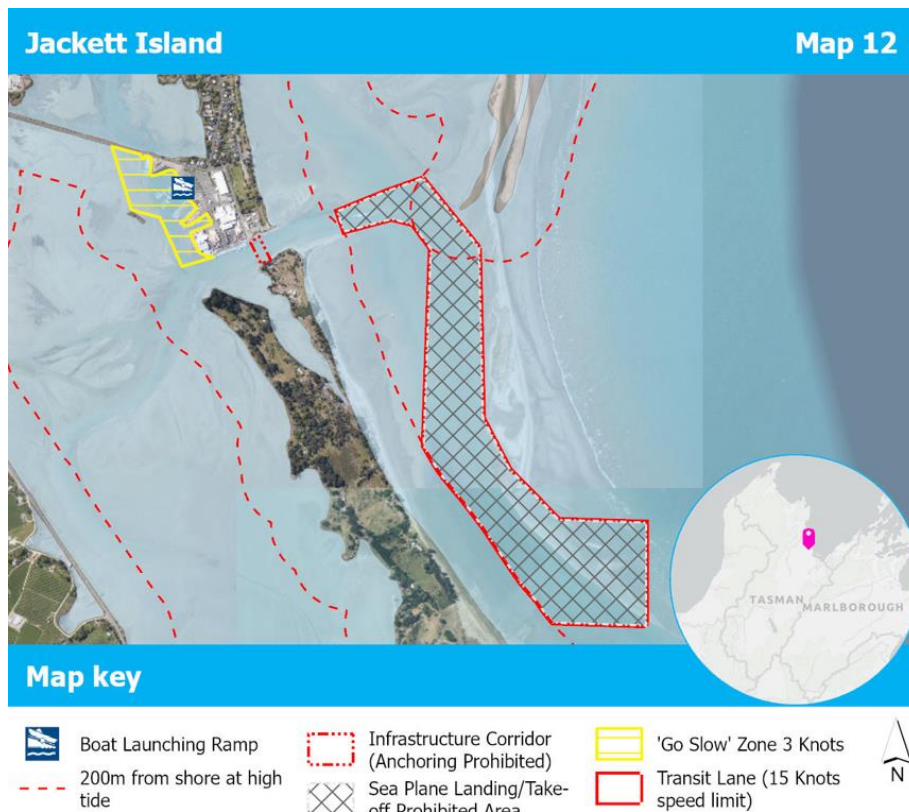 Jackett Island
Map 12
TASMAN
MARLBOROUGH
Map key
Boat Launching Ramp
200m from shore at high
tide
Infrastructure Corridor
(Anchoring Prohibited)
Sea Plane Landing/Take-
off Prohibited Area
'Go Slow' Zone 3 Knots
Transit Lane (15 Knots
speed limit)
N